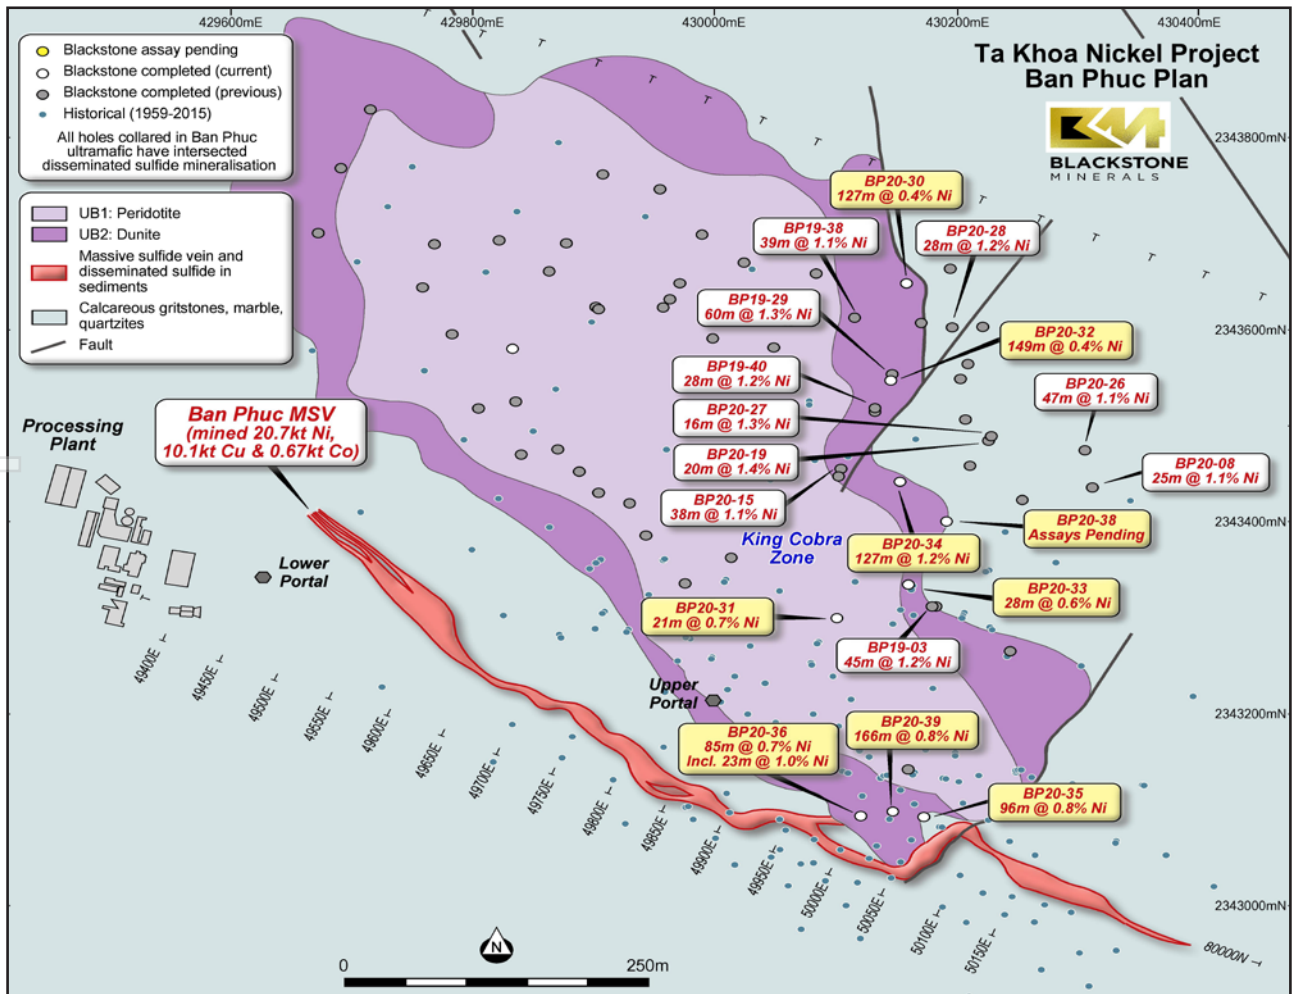 429600mE
429800mE
430000mE
430200mE
430400mE
Blackstone assay pending
Blackstone completed (current)
Blackstone completed (previous)
Historical (1959-2015)
All holes collared in Ban Phuc
ultramafic have intersected
disseminated sulfide mineralisation
UB1: Peridotite
UB2: Dunite
Massive sulfide vein and
disseminated sulfide in
sediments
Calcareous gritstones, marble,
quartzites
Fault
Ta Khoa Nickel Project
Ban Phuc Plan
BLACKSTONE
MINERALS
2343800mN
2343600mN
2343400mN
2343200mN
2343000mN
BP20-30
127m @ 0.4% Ni
BP19-38
39m @ 1.1% Ni
BP20-28
28m @ 1.2% Ni
BP19-29
60m @ 1.3% Ni
BP20-32
149m @ 0.4% Ni
BP19-40
28m @ 1.2% Ni
BP20-26
47m @ 1.1% Ni
BP20-27
16m @ 1.3% Ni
BP20-19
20m @ 1.4% Ni
BP20-08
25m @ 1.1% Ni
BP20-15
38m @ 1.1% Ni
BP20-38
Assays Pending
King Cobra
Zone
BP20-34
127m @ 1.2% Ni
BP20-33
28m @ 0.6% Ni
BP20-31
21m @ 0.7% Ni
BP19-03
45m @ 1.2% Ni
Ban Phuc MSV
(mined 20.7kt Ni,
10.1kt Cu & 0.67kt Co)
Processing
Plant
Lower
Portal
Upper
Portal
BP20-36
85m @ 0.7% Ni
Incl. 23m @ 1.0% Ni
BP20-39
166m @ 0.8% Ni
BP20-35
96m @ 0.8% Ni
49400E
49450E
49500E
49550E
49600E
49650E
49700E
49750E
49800E
49850E
49900E
49950E
50000E
50050E
50100E
50150E
80000N
N
0
250m